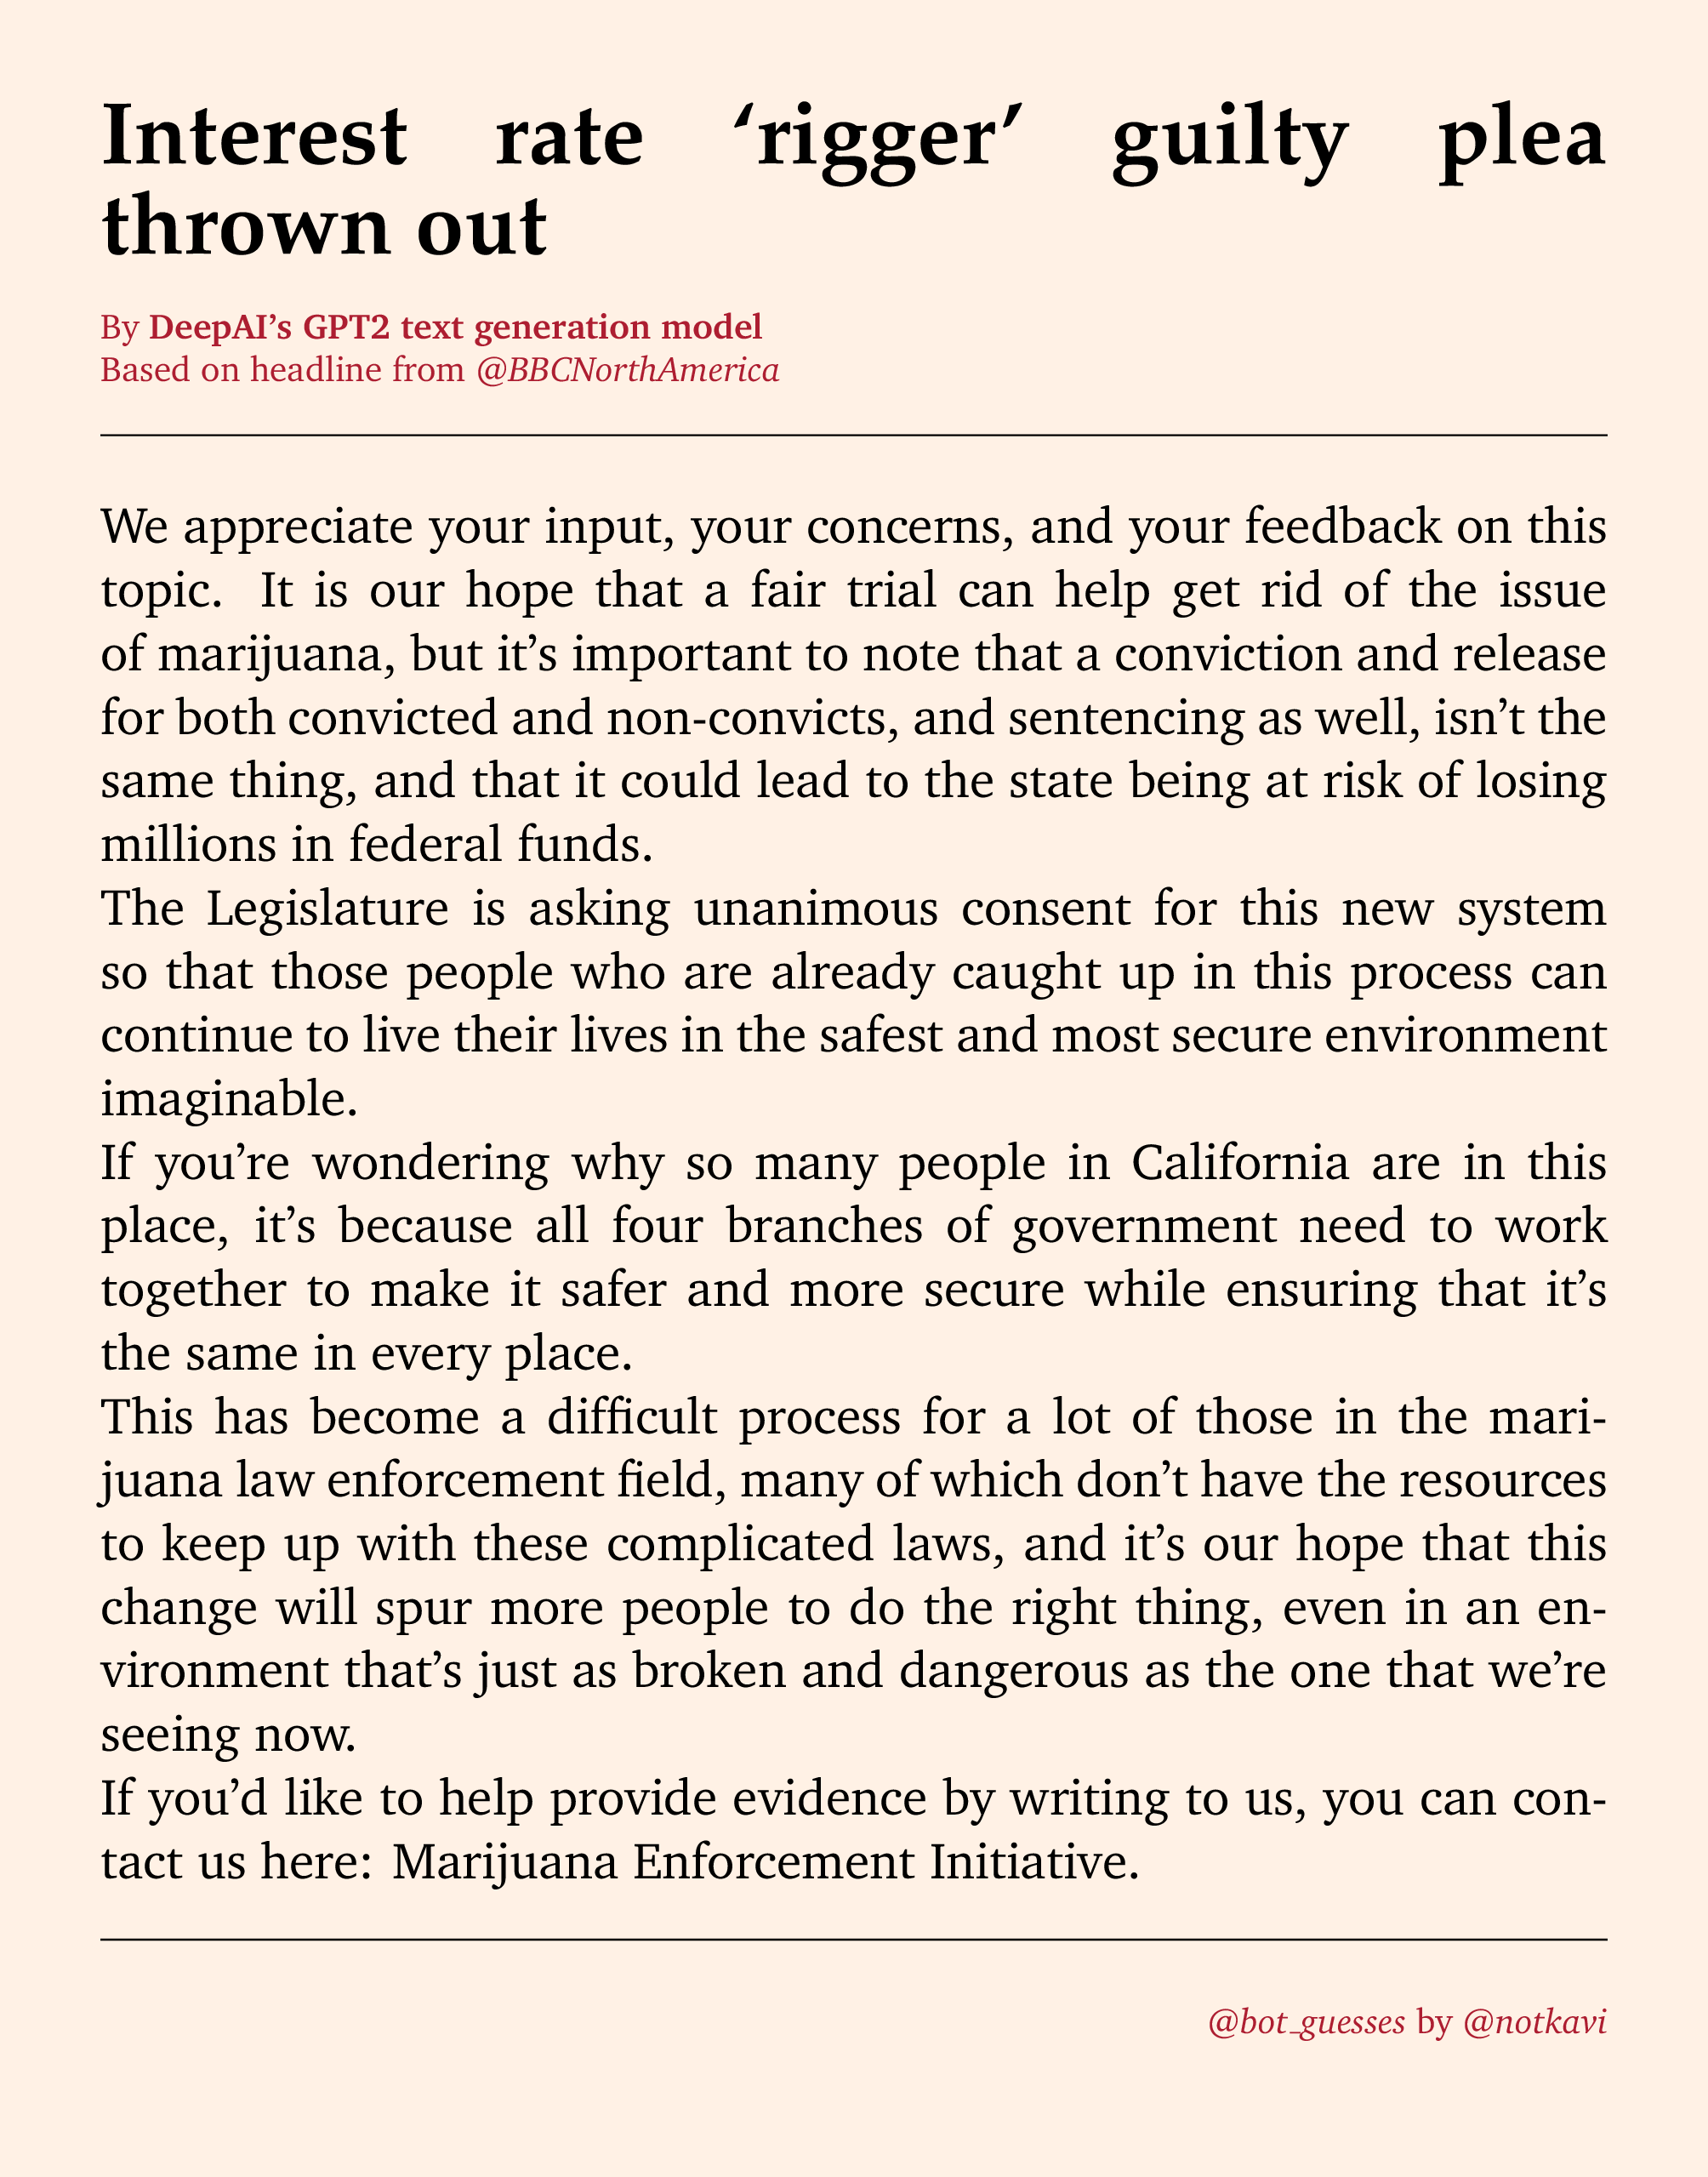 Interest rate ‘rigger’ guilty plea
thrown out
By DeepAI’s GPT2 text generation model
Based on headline from @BBCNorthAmerica
We appreciate your input, your concerns, and your feedback on this
topic. It is our hope that a fair trial can help get rid of the issue
of marijuana, but it’s important to note that a conviction and release
for both convicted and non-convicts, and sentencing as well, isn’t the
same thing, and that it could lead to the state being at risk of losing
millions in federal funds.
The Legislature is asking unanimous consent for this new system
so that those people who are already caught up in this process can
continue to live their lives in the safest and most secure environment
imaginable.
If you’re wondering why so many people in California are in this
place, it’s because all four branches of government need to work
together to make it safer and more secure while ensuring that it’s
the same in every place.
This has become a difficult process for a lot of those in the mari-
juana law enforcement field, many of which don’t have the resources
to keep up with these complicated laws, and it’s our hope that this
change will spur more people to do the right thing, even in an en-
vironment that’s just as broken and dangerous as the one that we’re
seeing now.
If you’d like to help provide evidence by writing to us, you can con-
tact us here: Marijuana Enforcement Initiative.
@bot_guesses by @notkavi